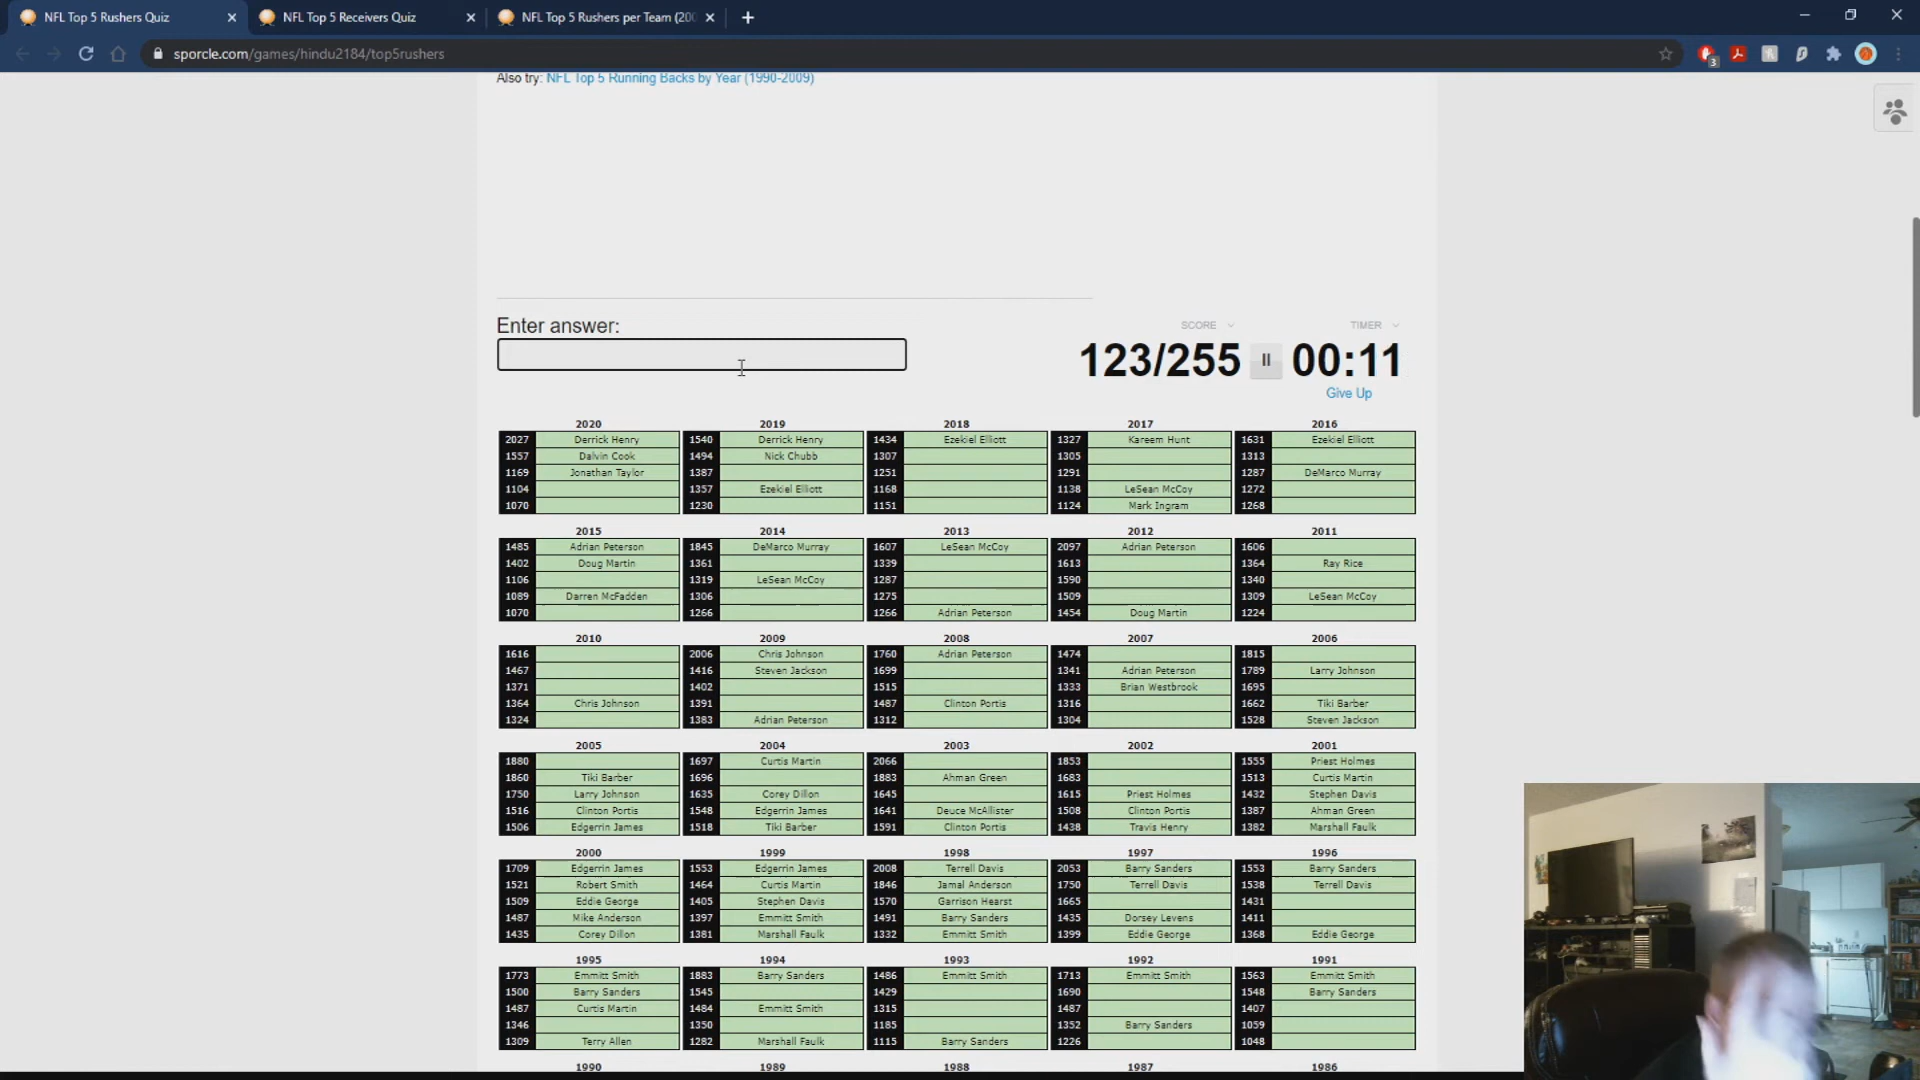 NFL Top 5 Rushers Quiz
NFL Top 5 Receivers Quiz
NFL Top 5 Rushers per Team (200
sporcle.com/games/hindu2184/top5rushers
3
Also try: NFL Top 5 Running Backs by Year (1990-2009)
Enter answer:
SCORE TIMER
123/255 00:11
Give Up
2020 2019 2018 2017 2016
2027 Derrick Henry 1540 Derrick Henry 1434 Ezekiel Elliott 1327 Kareem Hunt 1631 Ezekiel Elliott
1557 Dalvin Cook 1494 Nick Chubb 1307 1305 1313
1169 Jonathan Taylor 1387 1251 1291 1287 DeMarco Murray
1104 1357 Ezekiel Elliott 1168 1138 LeSean McCoy 1272
1070 1230 1151 1124 Mark Ingram 1268
2015 2014 2013 2012 2011
1485 Adrian Peterson 1845 DeMarco Murray 1607 LeSean McCoy 2097 Adrian Peterson 1606
1402 Doug Martin 1361 1339 1613 1364 Ray Rice
1106 1319 LeSean McCoy 1287 1590 1340
1089 Darren McFadden 1306 1275 1509 1309 LeSean McCoy
1070 1266 1266 Adrian Peterson 1454 Doug Martin 1224
2010 2009 2008 2007 2006
1616 2006 Chris Johnson 1760 Adrian Peterson 1474 1815
1467 1416 Steven Jackson 1699 1341 Adrian Peterson 1789 Larry Johnson
1371 1402 1515 1333 Brian Westbrook 1695
1364 Chris Johnson 1391 1487 Clinton Portis 1316 1662 Tiki Barber
1324 1383 Adrian Peterson 1312 1304 1528 Steven Jackson
2005 2004 2003 2002 2001
1880 1697 Curtis Martin 2066 1853 1555 Priest Holmes
1860 Tiki Barber 1696 1883 Ahman Green 1683 1513 Curtis Martin
1750 Larry Johnson 1635 Corey Dillon 1645 1615 Priest Holmes 1432 Stephen Davis
1516 Clinton Portis 1548 Edgerrin James 1641 Deuce McAllister 1508 Clinton Portis 1387 Ahman Green
1506 Edgerrin James 1518 Tiki Barber 1591 Clinton Portis 1438 Travis Henry 1382 Marshall Faulk
2000 1999 1998 1997 1996
1709 Edgerrin James 1553 Edgerrin James 2008 Terrell Davis 2053 Barry Sanders 1553 Barry Sanders
1521 Robert Smith 1464 Curtis Martin 1846 Jamal Anderson 1750 Terrell Davis 1538 Terrell Davis
1509 Eddie George 1405 Stephen Davis 1570 Garrison Hearst 1665 1431
1487 Mike Anderson 1397 Emmitt Smith 1491 Barry Sanders 1435 Dorsey Levens 1411
1435 Corey Dillon 1381 Marshall Faulk 1332 Emmitt Smith 1399 Eddie George 1368 Eddie George
1995 1994 1993 1992 1991
1773 Emmitt Smith 1883 Barry Sanders 1486 Emmitt Smith 1713 Emmitt Smith 1563 Emmitt Smith
1500 Barry Sanders 1545 1429 1690 1548 Barry Sanders
1487 Curtis Martin 1484 Emmitt Smith 1315 1487 1407
1346 1350 1185 1352 Barry Sanders 1059
1309 Terry Allen 1282 Marshall Faulk 1115 Barry Sanders 1226 1048
1990 1989 1988 1987 1986